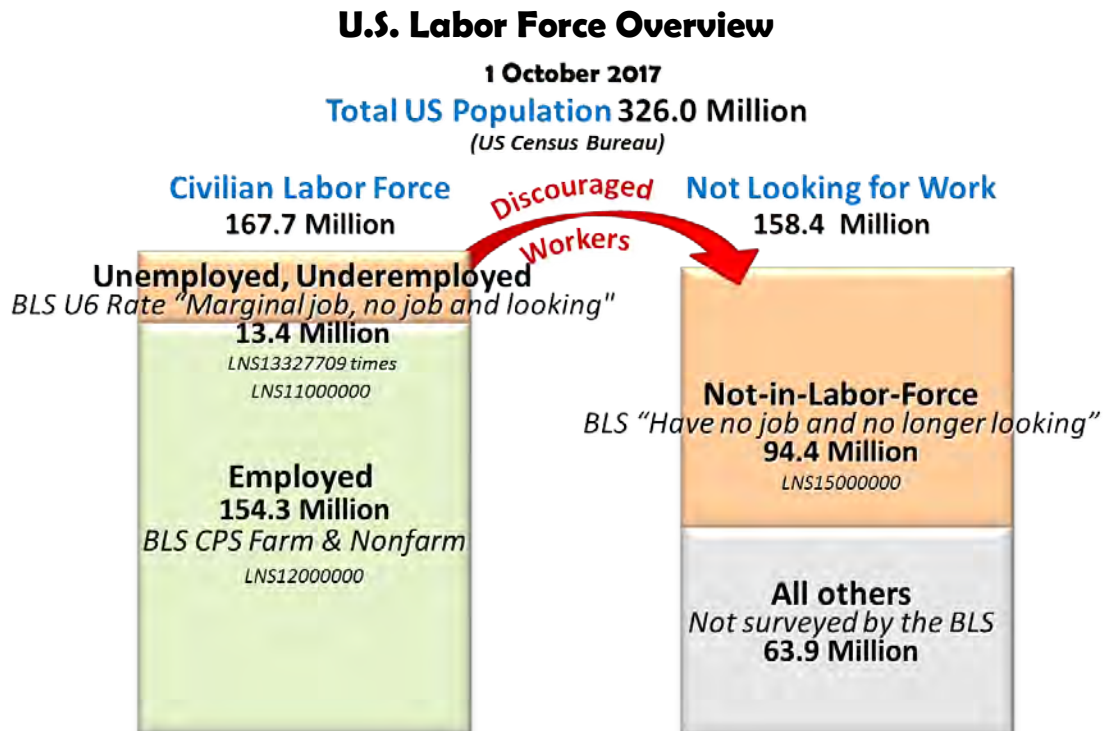 U.S. Labor Force Overview
1 October 2017
Total US Population 326.0 Million
(US Census Bureau)
Civilian Labor Force
167.7 Million
Discouraged
Workers
Not Looking for Work
158.4 Million
Unemployed, Underemployed
BLS U6 Rate “Marginal job, no job and looking"
13.4 Million
LNS13327709 times
LNS11000000
Employed
154.3 Million
BLS CPS Farm & Nonfarm
LNS12000000
Not-in-Labor-Force
BLS “Have no job and no longer looking”
94.4 Million
LNS15000000
All others
Not surveyed by the BLS
63.9 Million